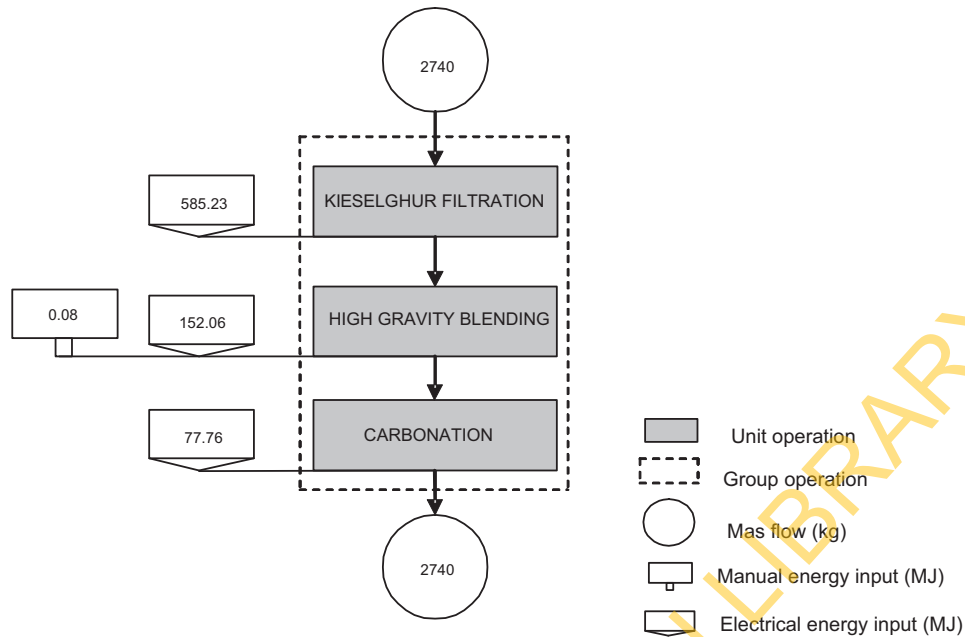 2740
KIESELGHUR FILTRATION
585.23
HIGH GRAVITY BLENDING
0.08
152.06
CARBONATION
77.76
2740
Unit operation
Group operation
Mas flow (kg)
Manual energy input (MJ)
Electrical energy input (MJ)
LIBRARY